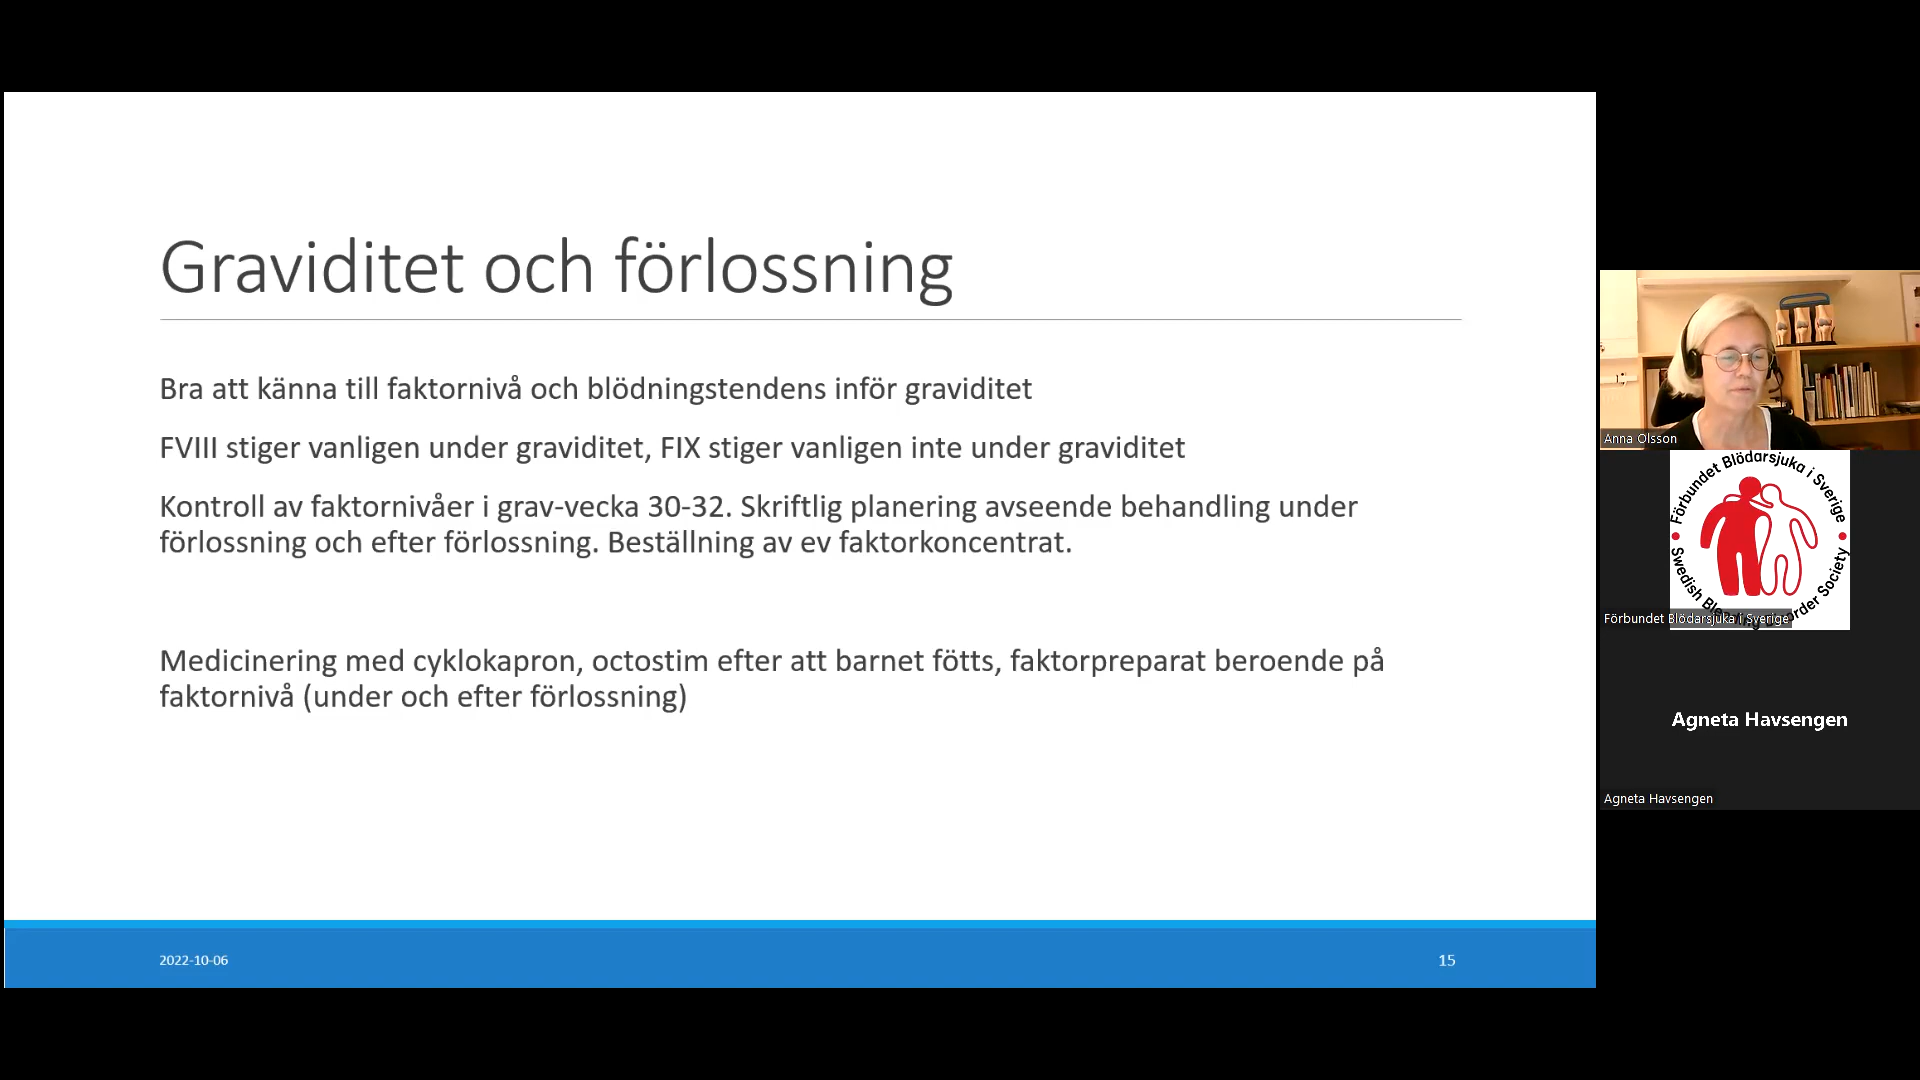 Graviditet och förlossning
Bra att känna till faktornivå och blödningstendens inför graviditet
FVIII stiger vanligen under graviditet, FIX stiger vanligen inte under graviditet
Kontroll av faktornivåer i grav-vecka 30-32. Skriftlig planering avseende behandling under
förlossning och efter förlossning. Beställning av ev faktorkoncentrat.
Medicinering med cyklokapron, octostim efter att barnet fötts, faktorpreparat beroende på
faktornivå (under och efter förlossning)
2022-10-06
15
Anna Olsson
Förbundet Blödarsjuka i Sverige
Swedish Society
Förbundet Blödarsjuka i Sverige
Agneta Havsengen
Agneta Havsengen